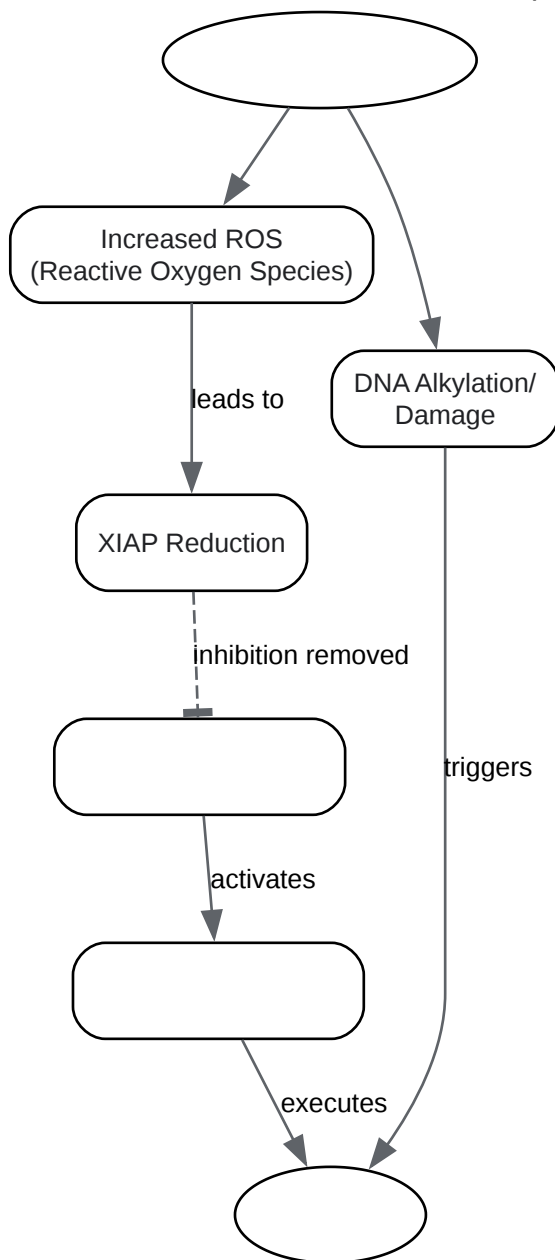 Increased ROS
(Reactive Oxygen Species)
DNA Alkylation/
Damage
leads to
XIAP Reduction
inhibition removed
triggers
activates
executes